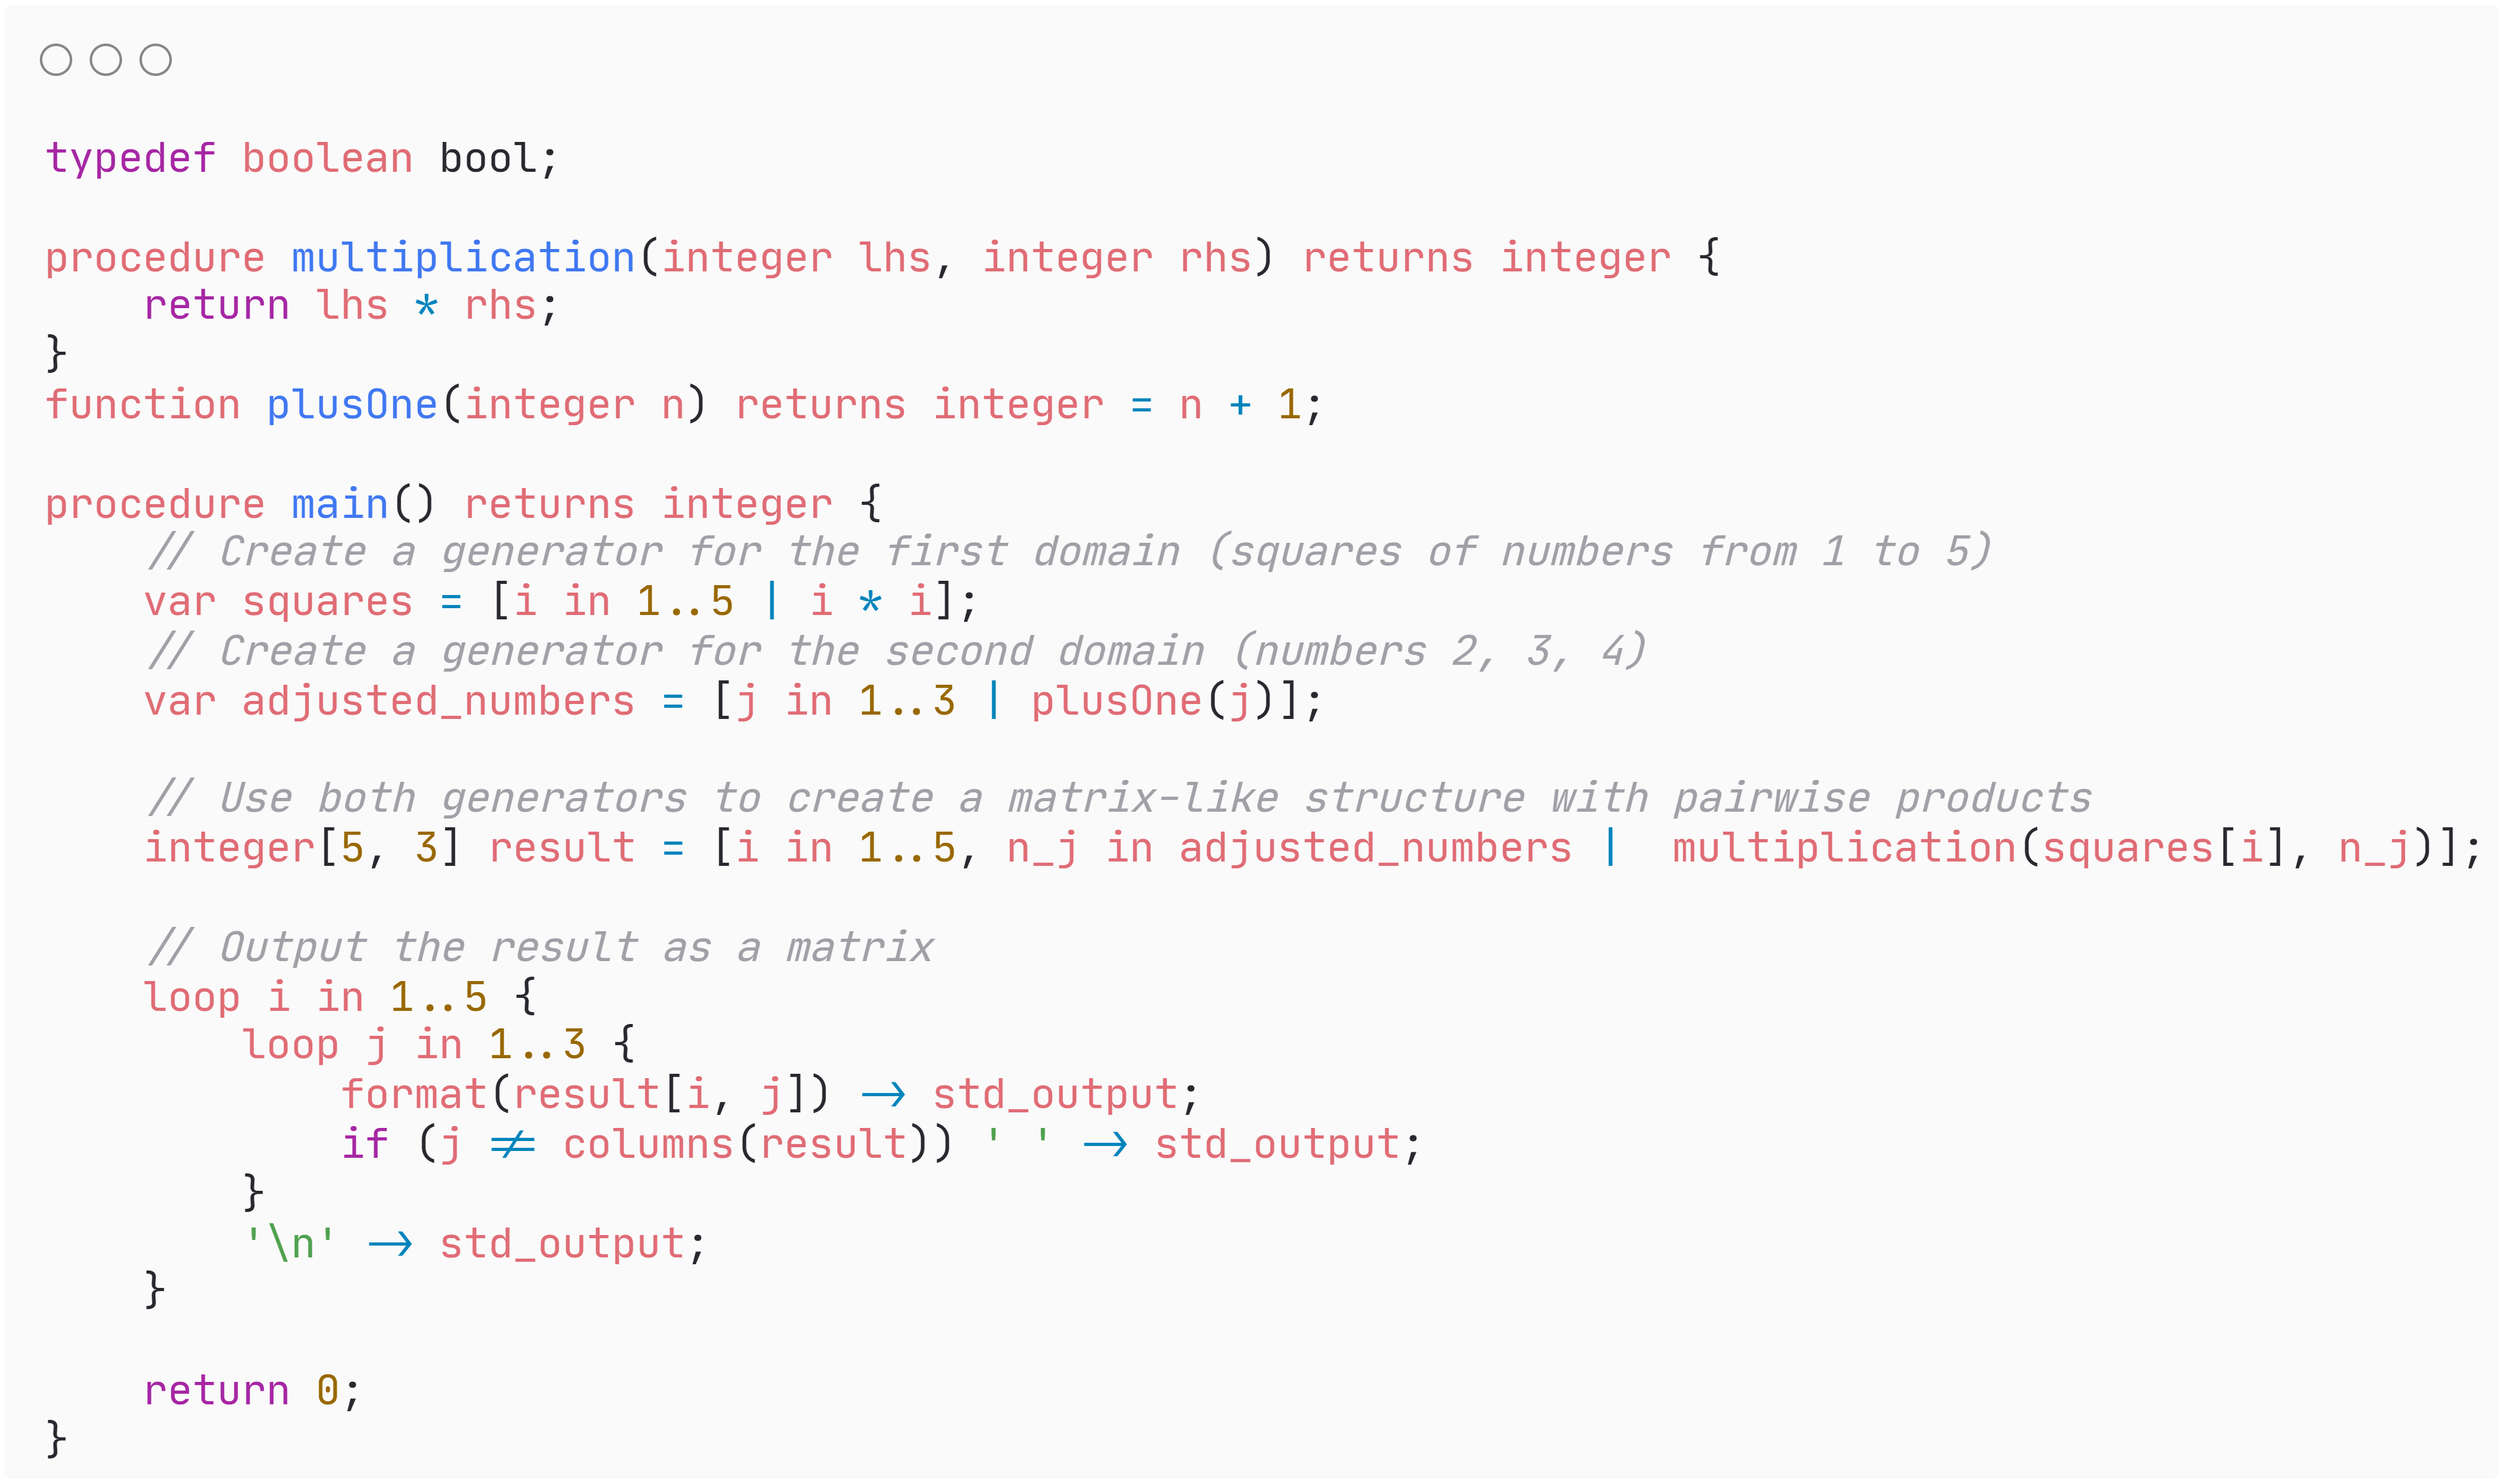 typedef boolean bool;
procedure multiplication(integer lhs, integer rhs) returns integer {
    return lhs * rhs;
}
function plusOne(integer n) returns integer = n + 1;
procedure main() returns integer {
    // Create a generator for the first domain (squares of numbers from 1 to 5)
    var squares = [i in 1..5 | i * i];
    // Create a generator for the second domain (numbers 2, 3, 4)
    var adjusted_numbers = [j in 1..3 | plusOne(j)];
    // Use both generators to create a matrix-like structure with pairwise products
    integer[5, 3] result = [i in 1..5, n_j in adjusted_numbers |  multiplication(squares[i], n_j)];
    // Output the result as a matrix
    loop i in 1..5 {
        loop j in 1..3 {
            format(result[i, j]) -> std_output;
            if (j != columns(result)) ' ' -> std_output;
        }
        '\n' -> std_output;
    }
    return 0;
}